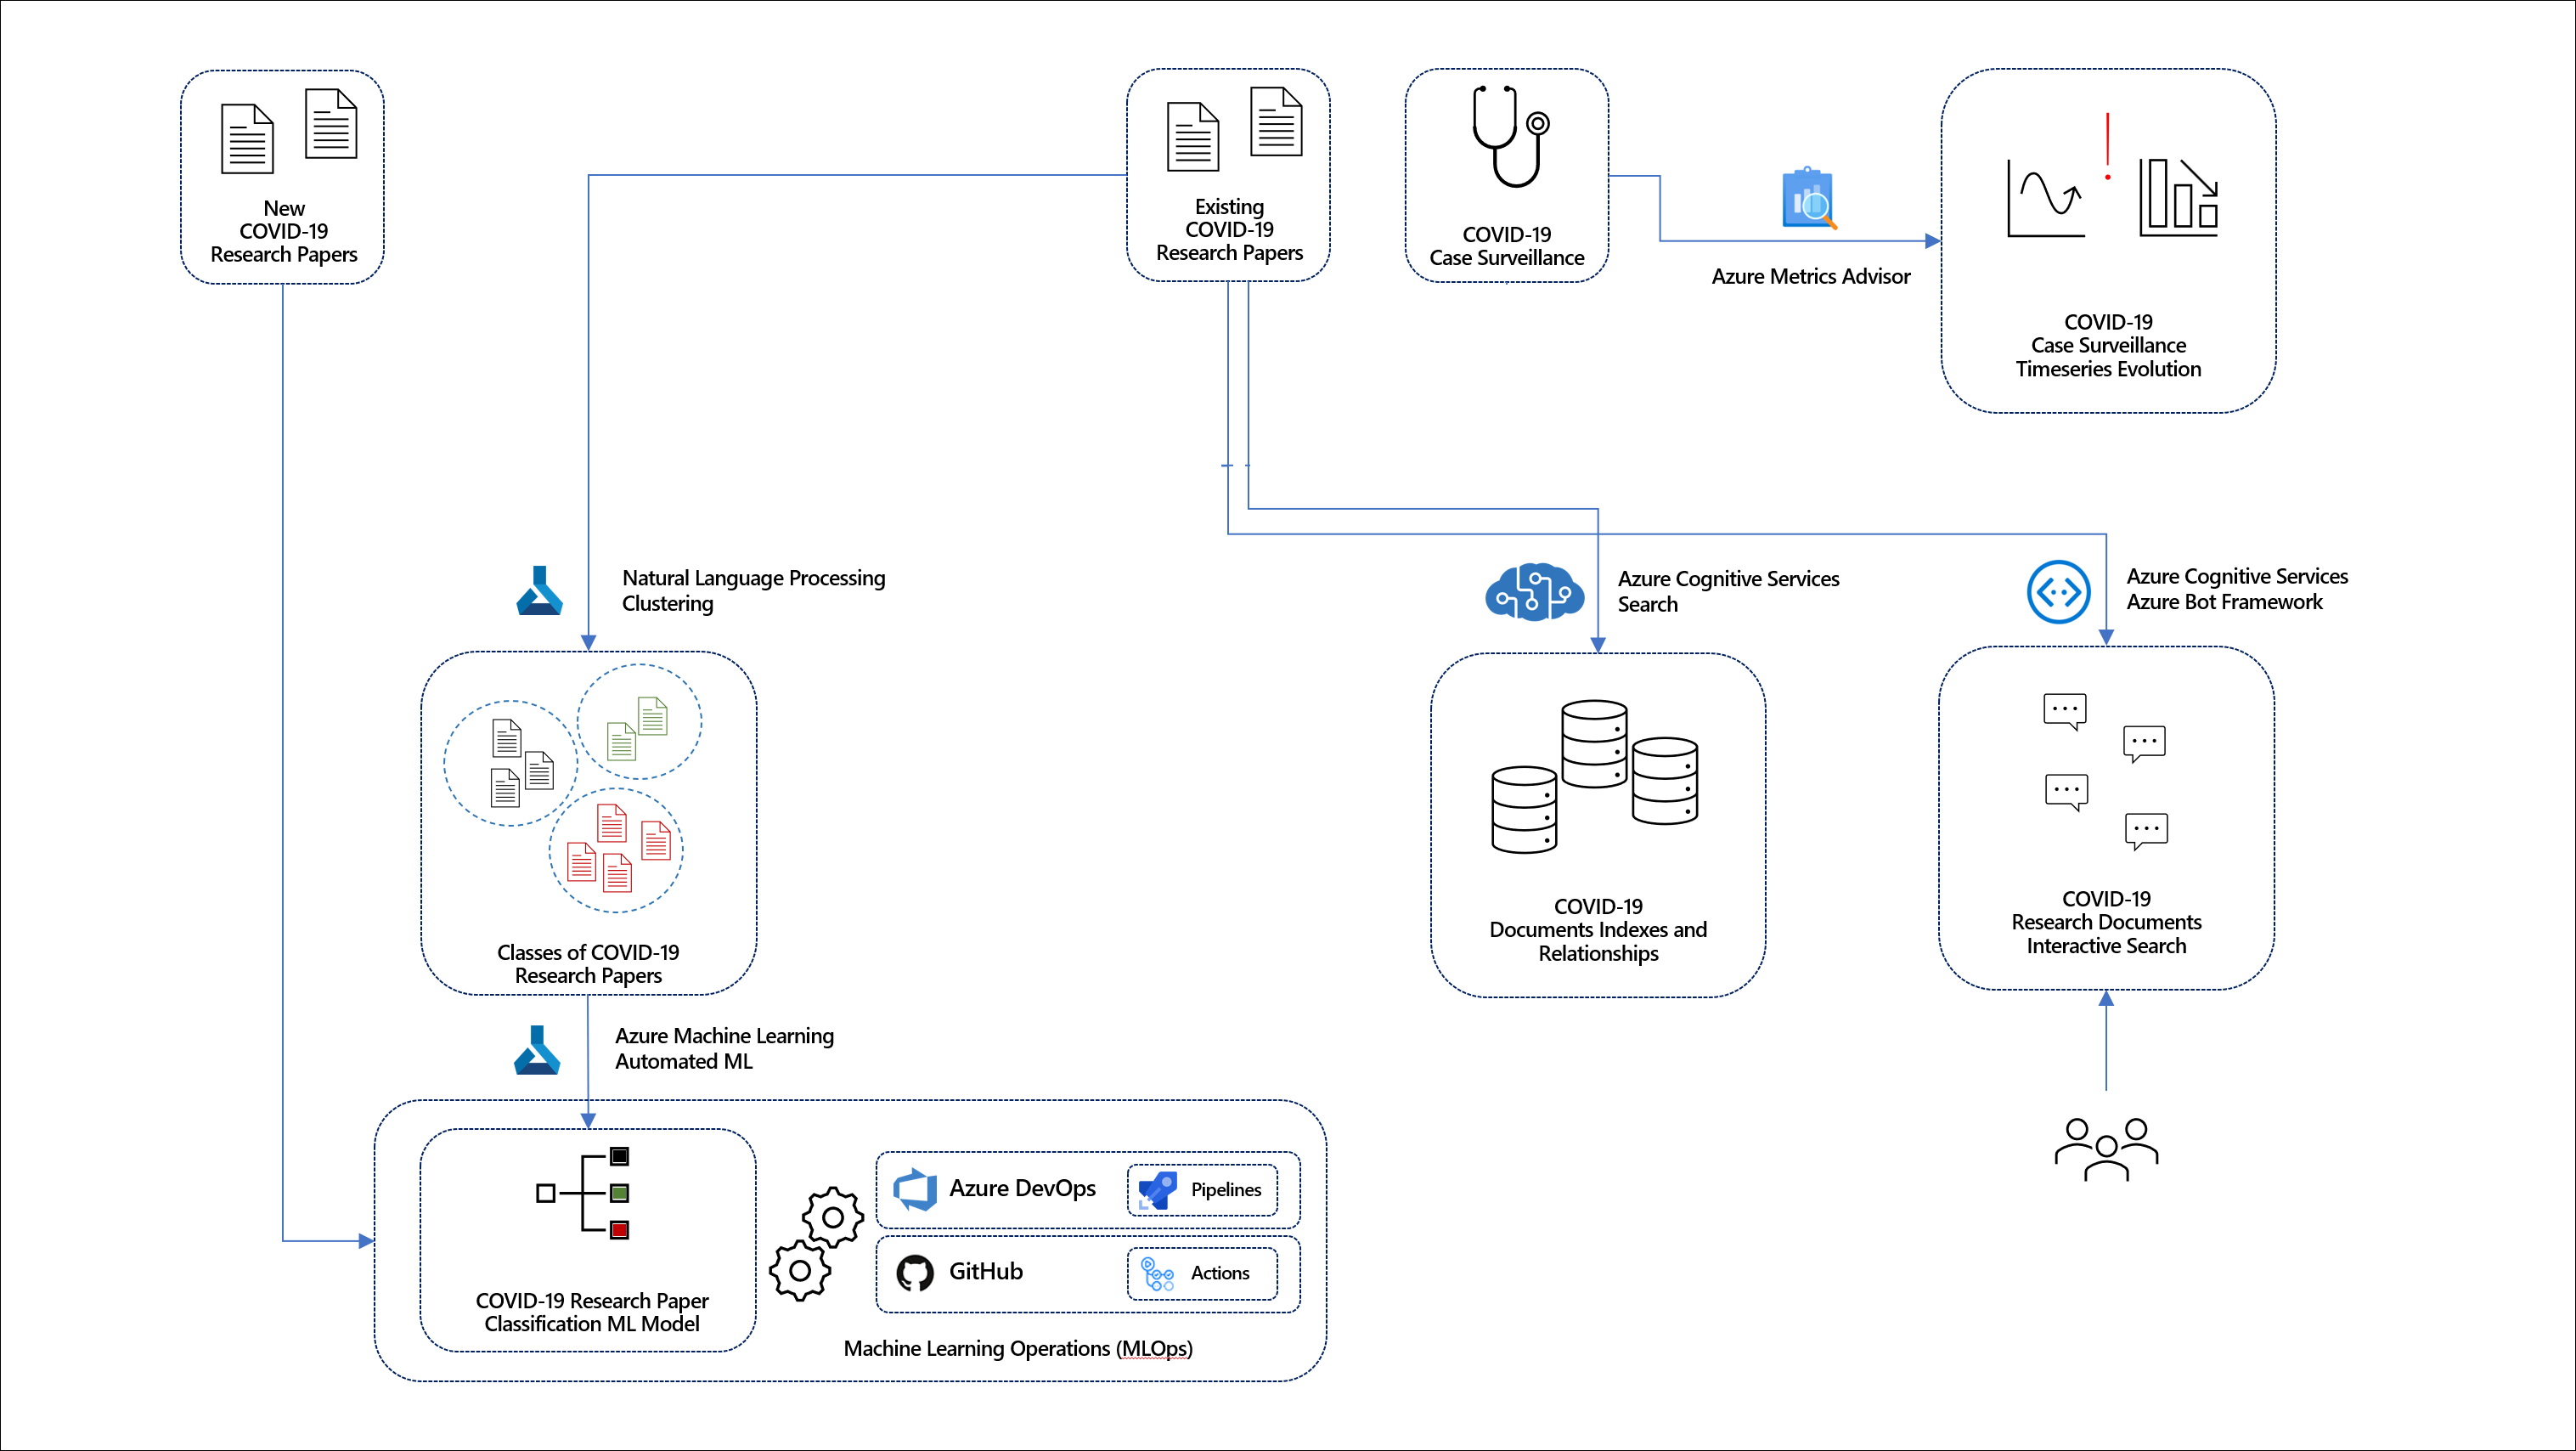 New
COVID-19
Research Papers
Existing
COVID-19
Research Papers
COVID-19
Case Surveillance
Azure Metrics Advisor
COVID-19
Case Surveillance
Timeseries Evolution
Natural Language Processing
Clustering
Azure Cognitive Services
Search
Azure Cognitive Services
Azure Bot Framework
Classes of COVID-19
Research Papers
COVID-19
Documents Indexes and
Relationships
COVID-19
Research Documents
Interactive Search
Azure Machine Learning
Automated ML
COVID-19 Research Paper
Classification ML Model
Azure DevOps
Pipelines
GitHub
Actions
Machine Learning Operations (MLOps)